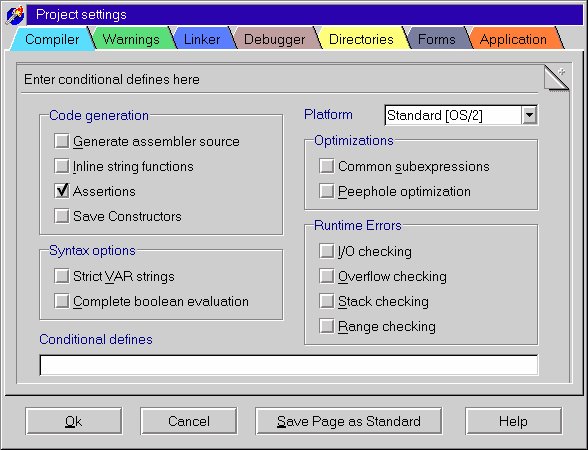 Project settings
Compiler Warnings Linker Debugger Directories Forms Application
Enter conditional defines here
Code generation
Generate assembler source
Inline string functions
Assertions
Save Constructors
Syntax options
Strict VAR strings
Complete boolean evaluation
Platform Standard [OS/2]
Optimizations
Common subexpressions
Peephole optimization
Runtime Errors
I/O checking
Overflow checking
Stack checking
Range checking
Conditional defines
Ok Cancel Save Page as Standard Help